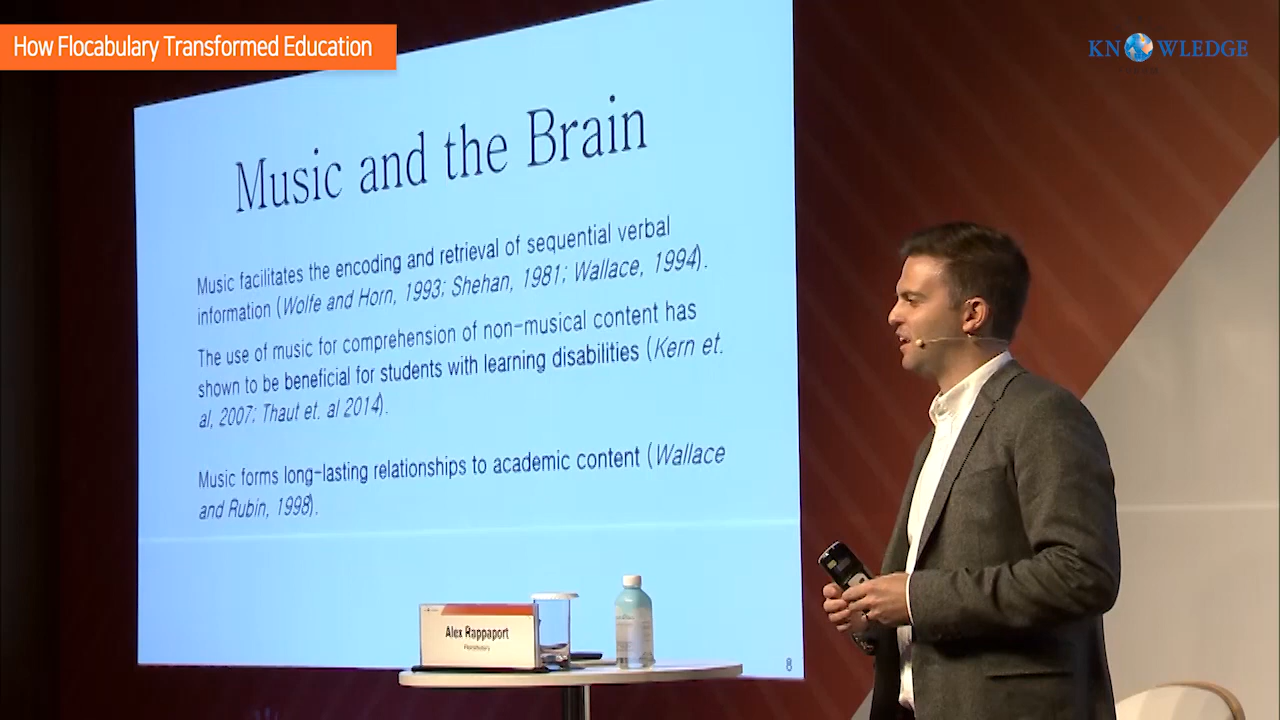 How Flocabulary Transformed Education
KNOWLEDGE
Music and the Brain
Music facilitates the encoding and retrieval of sequential verbal
information (Wolfe and Horn, 1993; Shehan, 1981; Wallace, 1994).
The use of music for comprehension of non-musical content has
shown to be beneficial for students with learning disabilities (Kern et.
al, 2007; Thaut et. al 2014).
Music forms long-lasting relationships to academic content (Wallace
and Rubin, 1998).
Alex Rappaport
Flocabulary
8